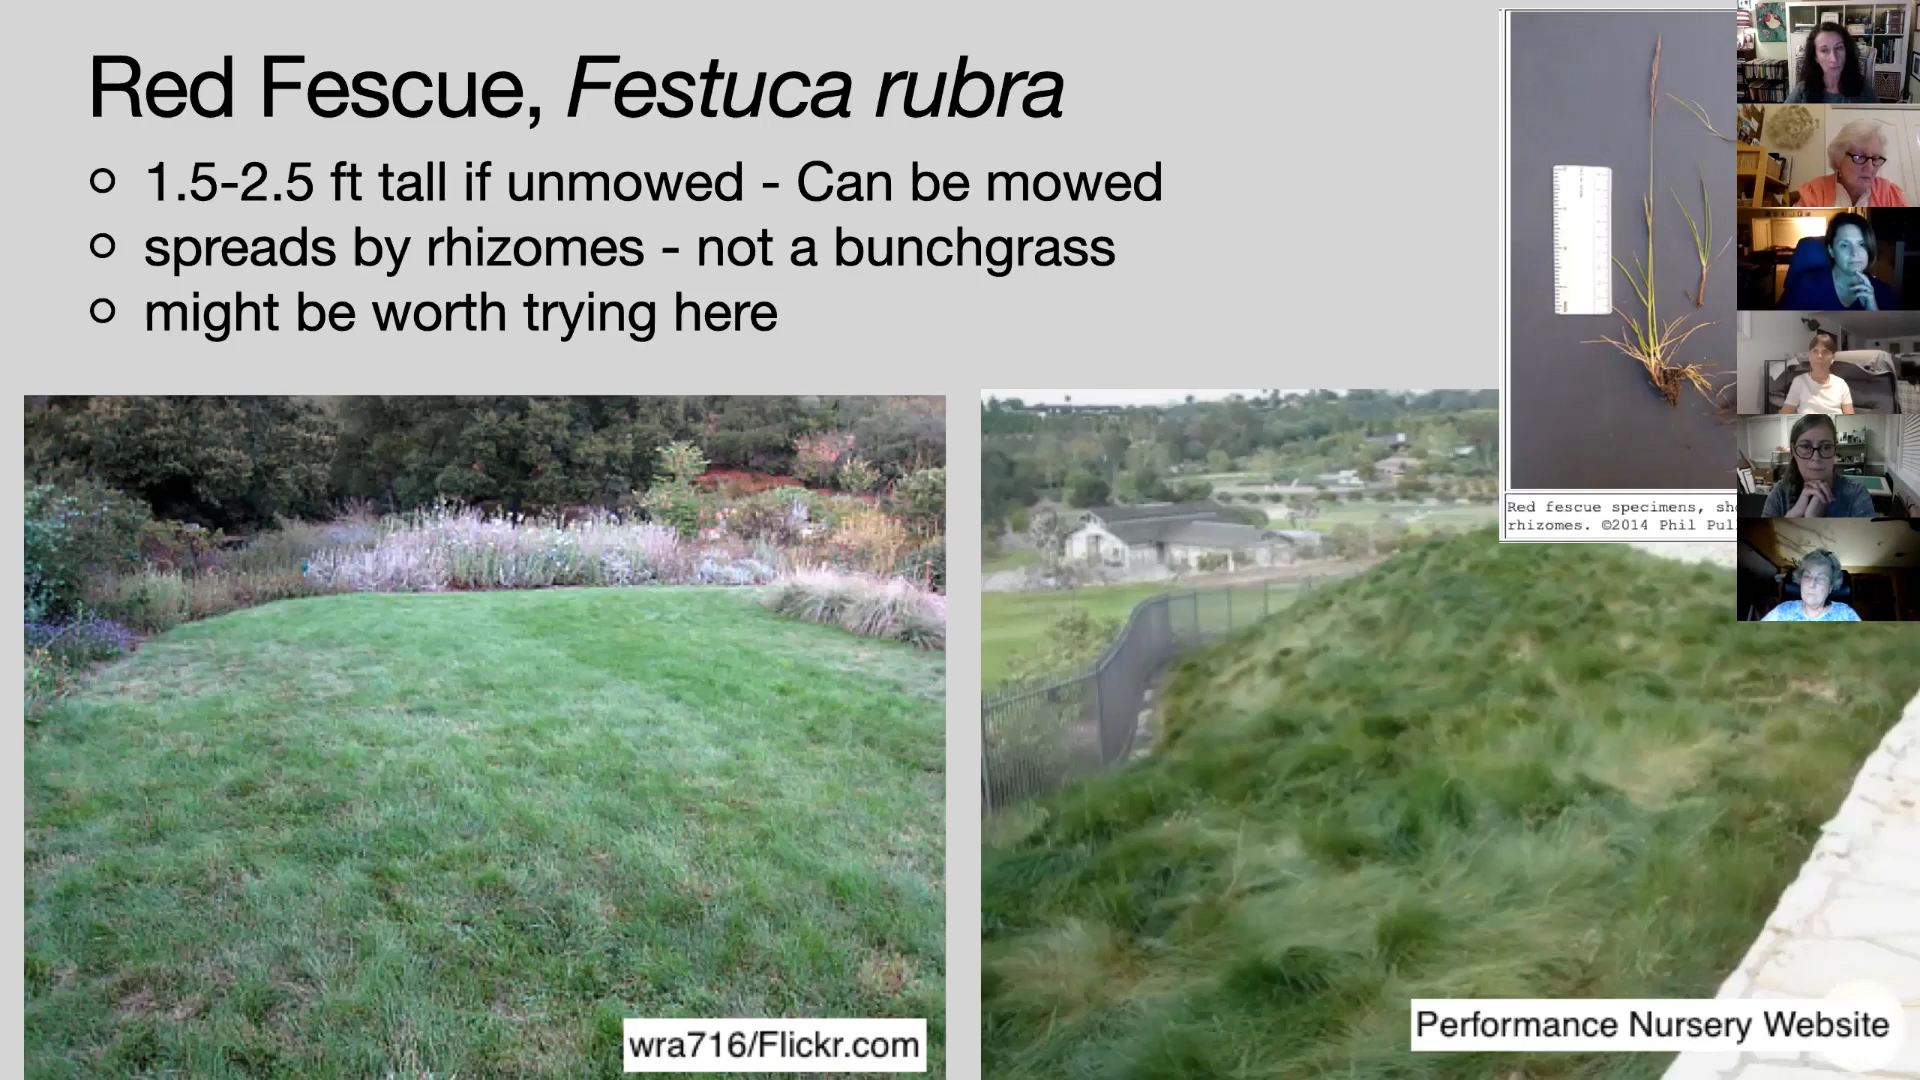 Red Fescue, Festuca rubra
1.5-2.5 ft tall if unmowed - Can be mowed
spreads by rhizomes - not a bunchgrass
might be worth trying here
Red fescue specimens,
rhizomes. ©2014 Phil
wra716/Flickr.com
Performance Nursery Website